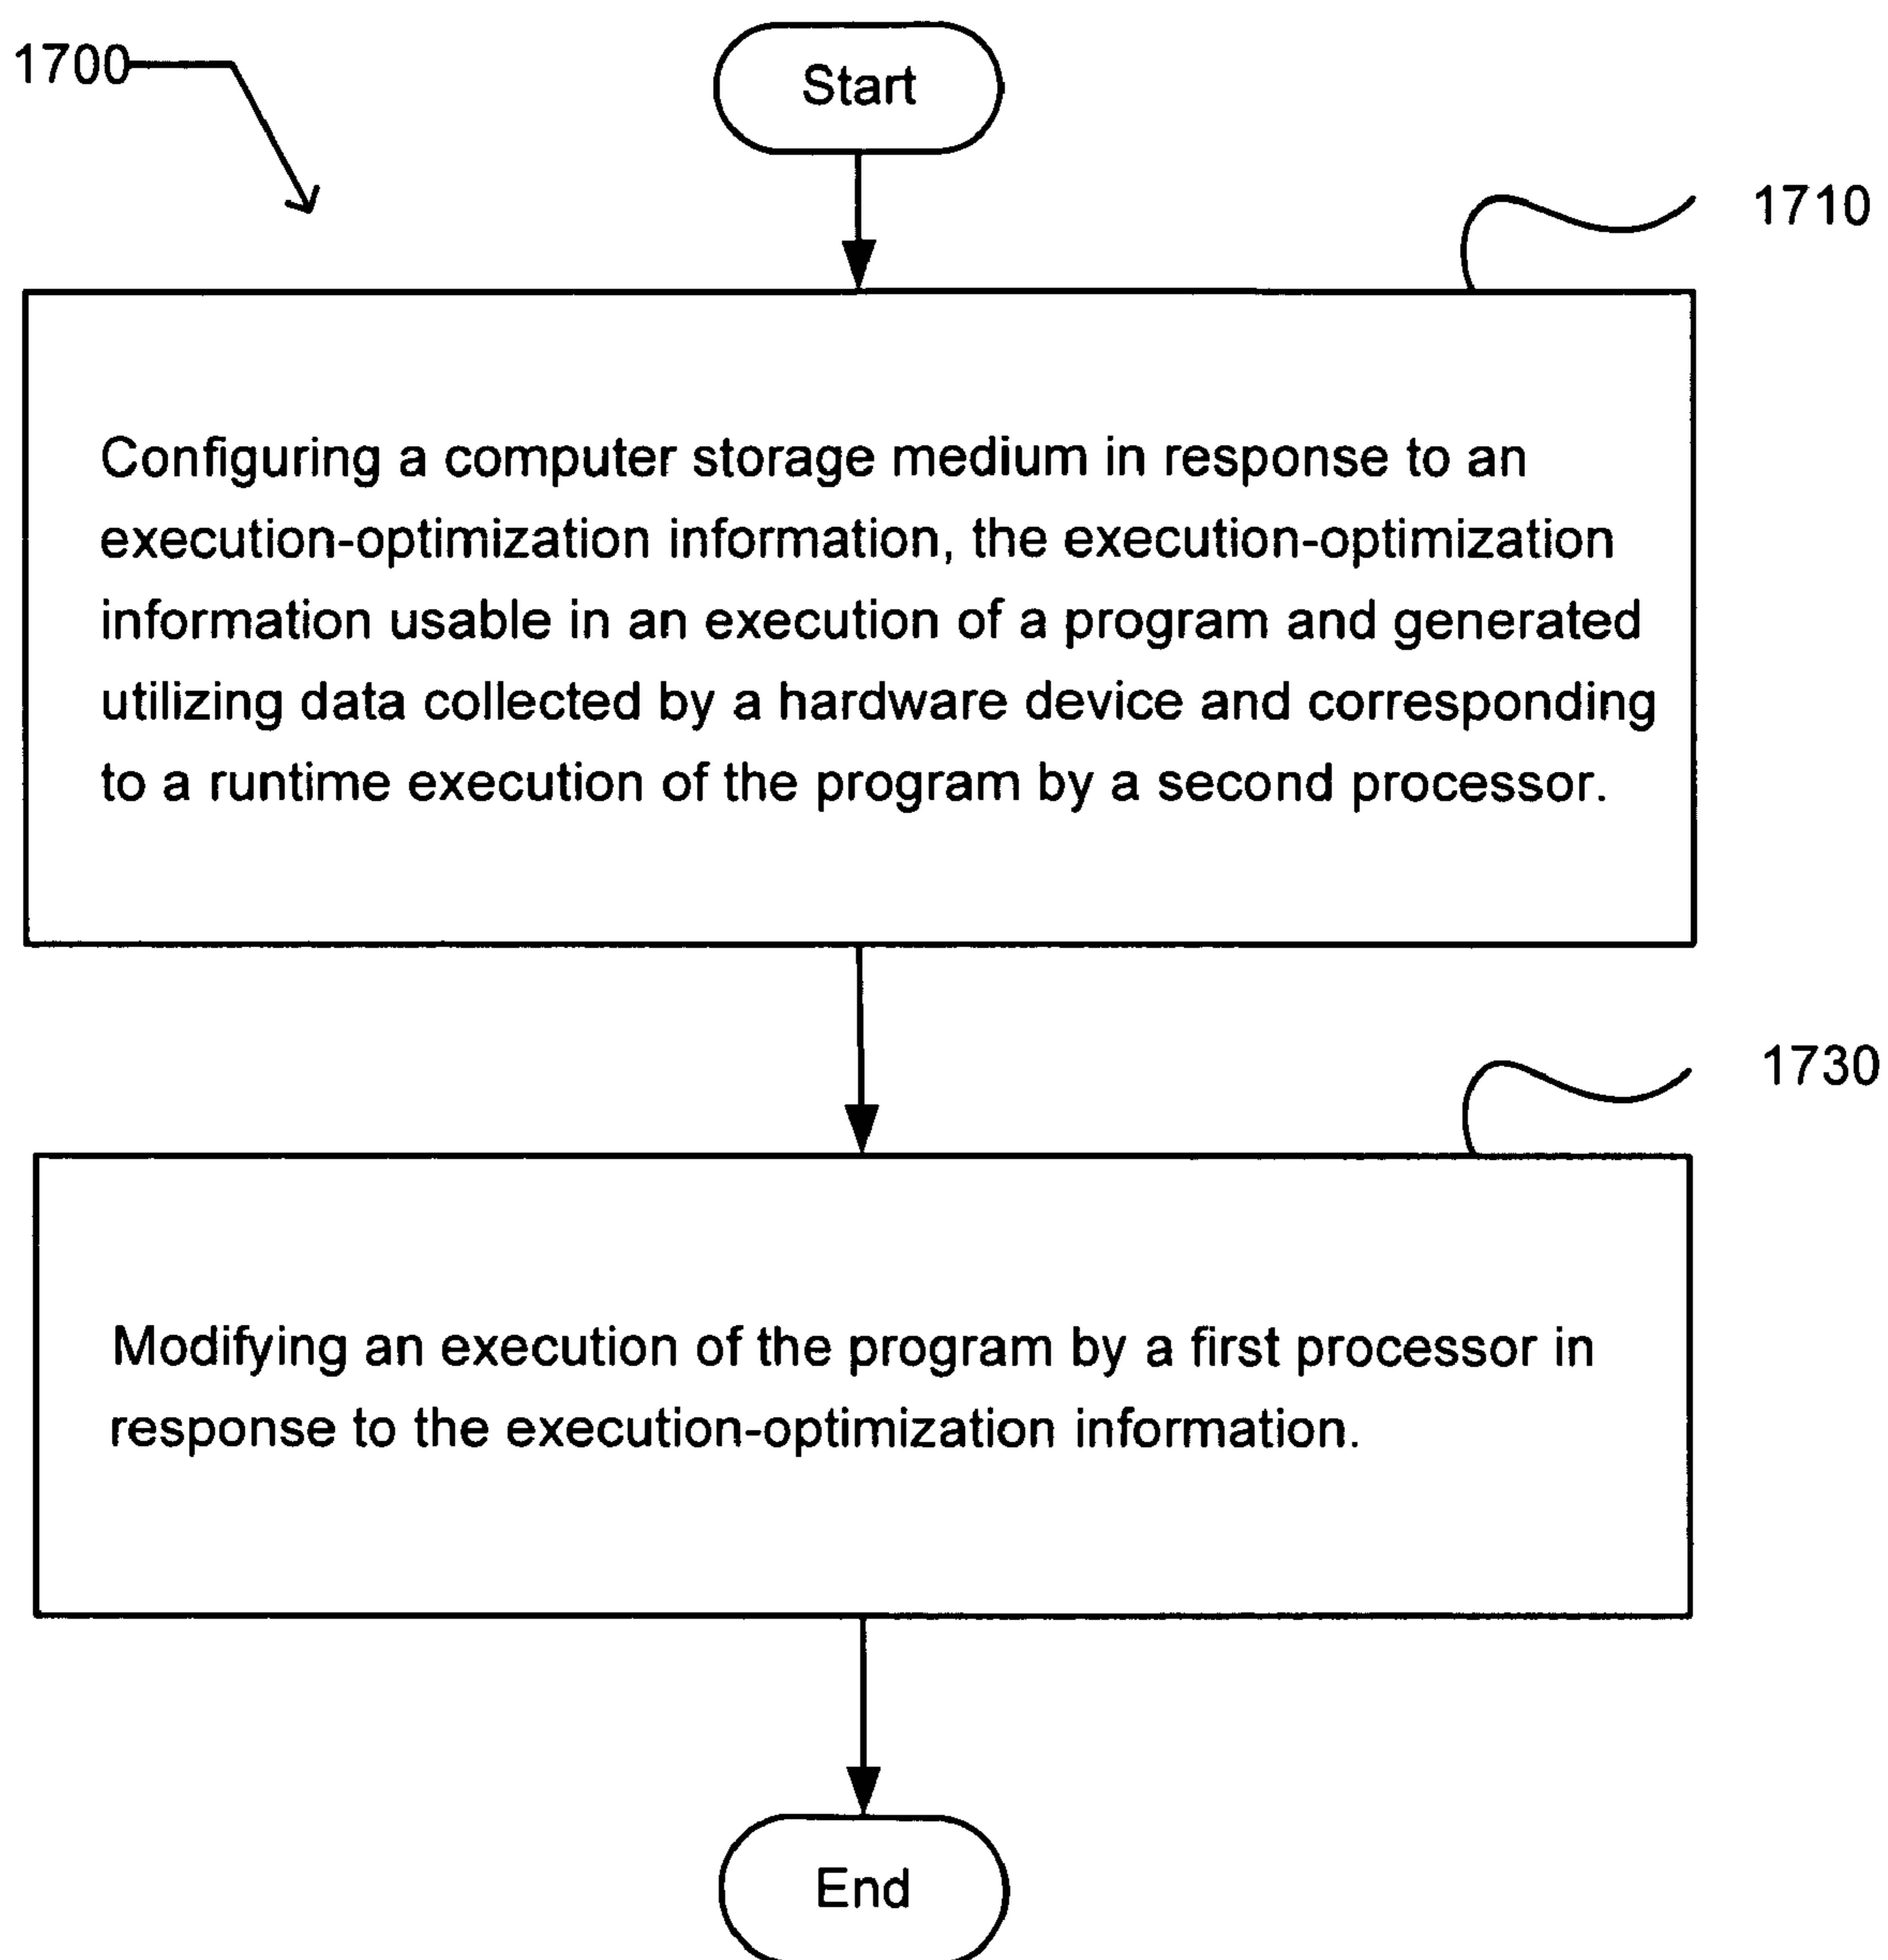 1700
Start
1710
Configuring a computer storage medium in response to an
execution-optimization information, the execution-optimization
information usable in an execution of a program and generated
utilizing data collected by a hardware device and corresponding
to a runtime execution of the program by a second processor.
1730
Modifying an execution of the program by a first processor in
response to the execution-optimization information.
End